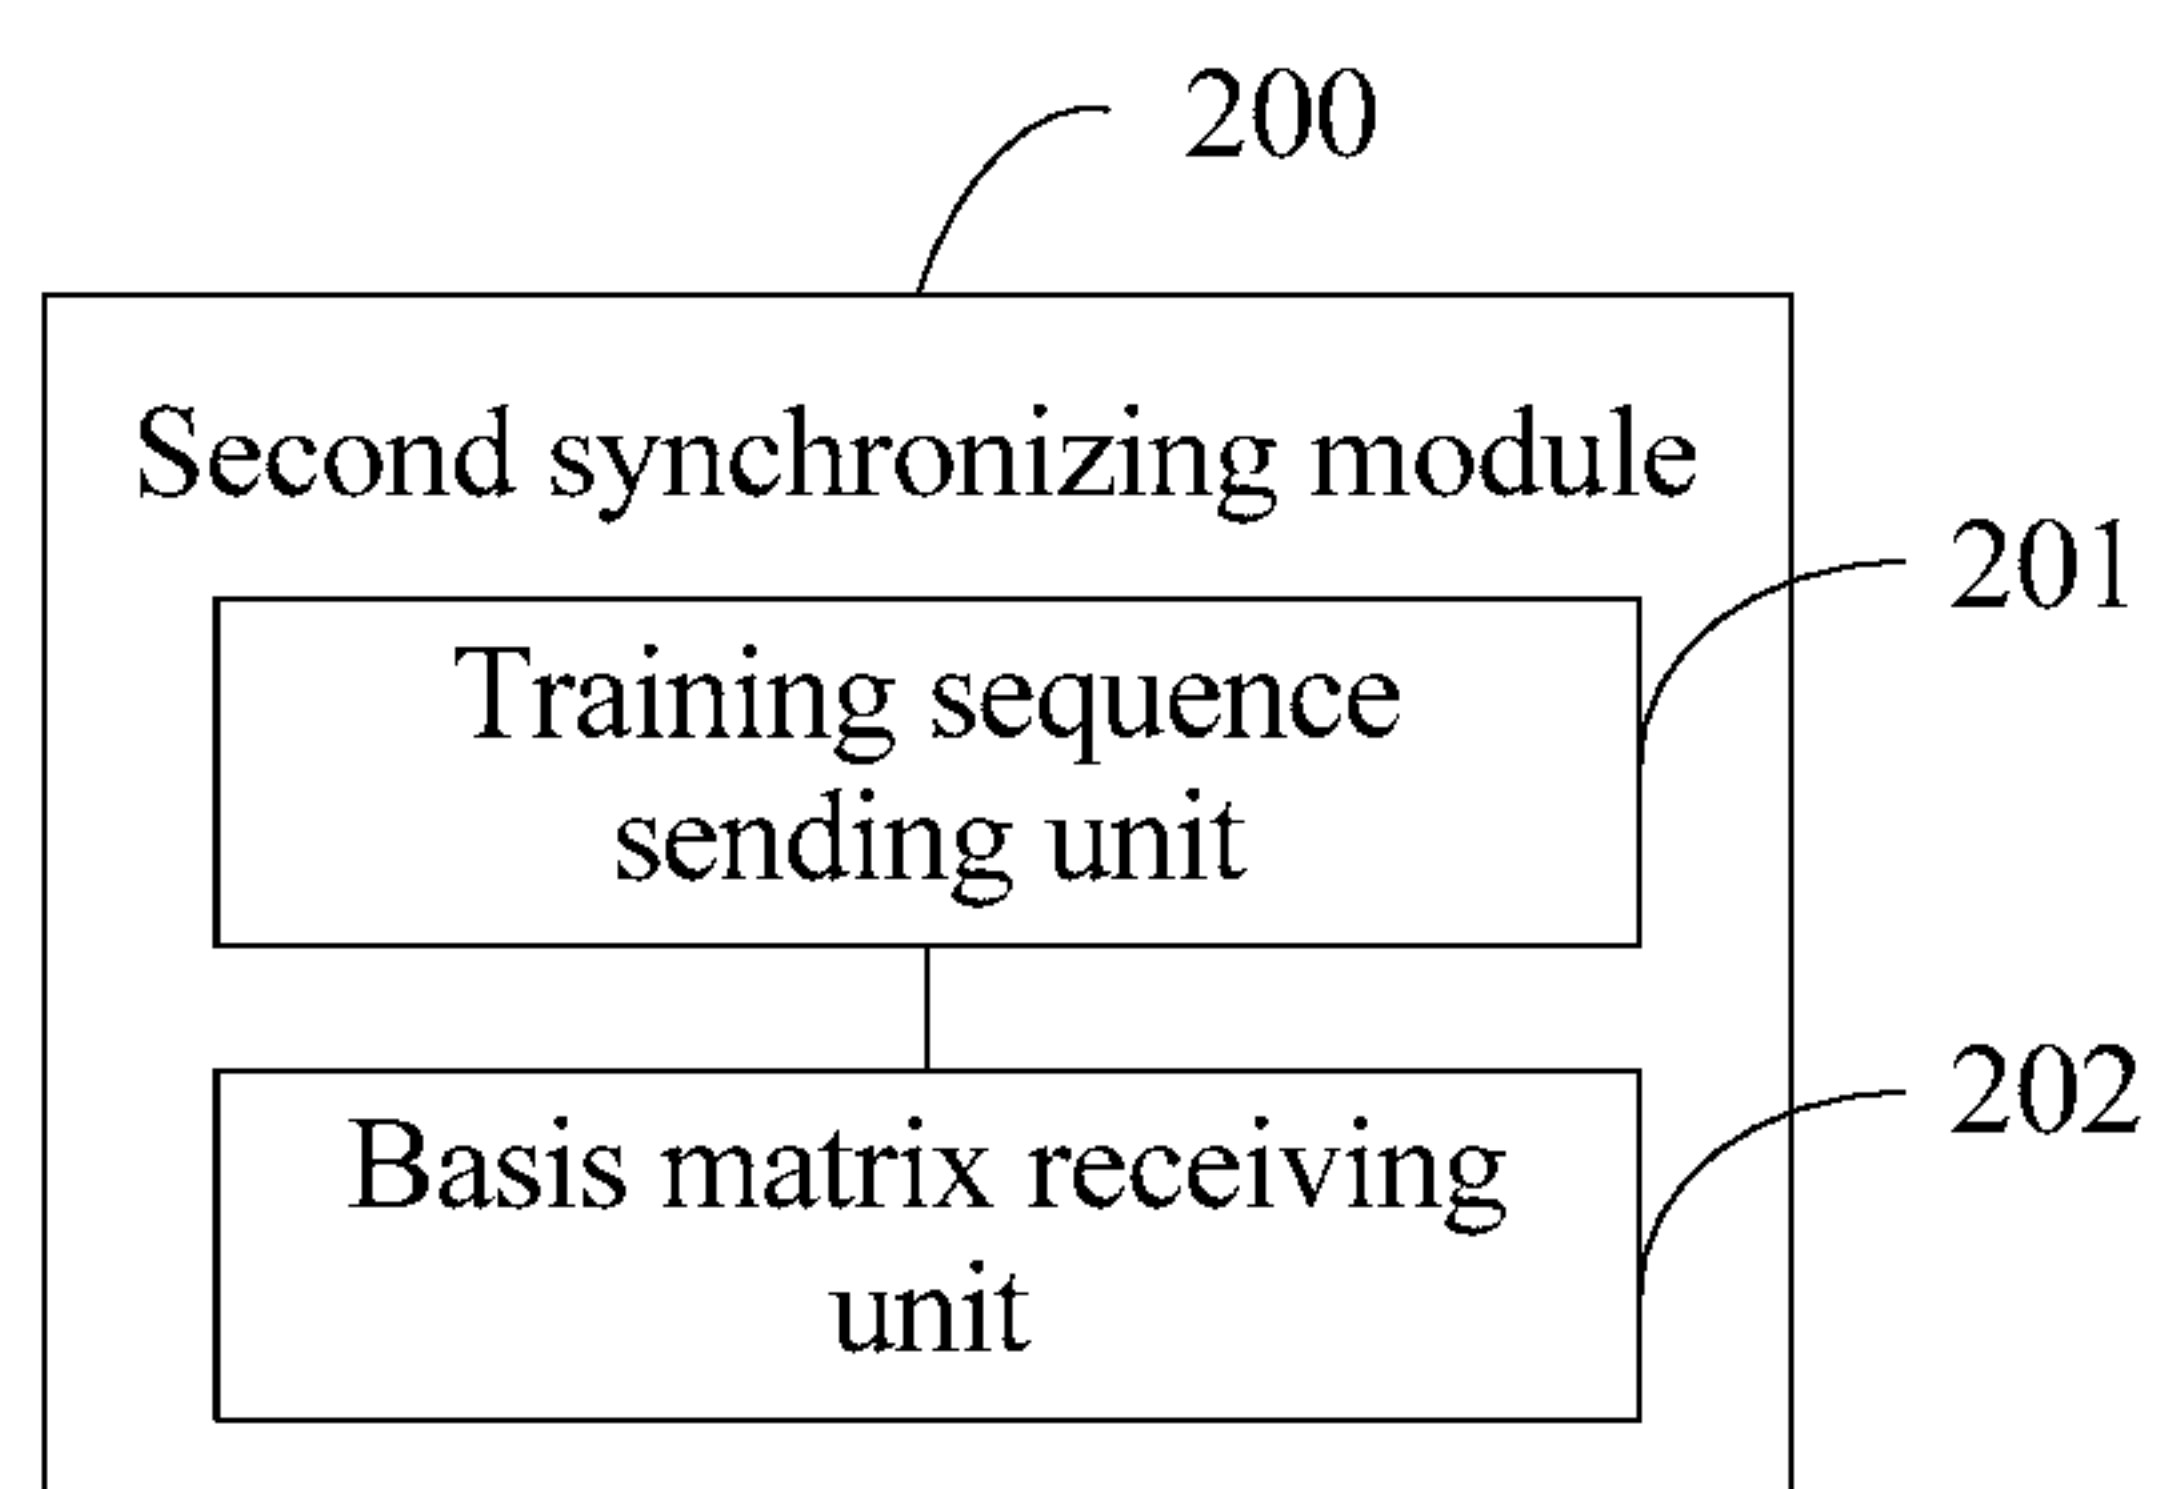 200
Second synchronizing module
201
Training sequence
sending unit
202
Basis matrix receiving
unit